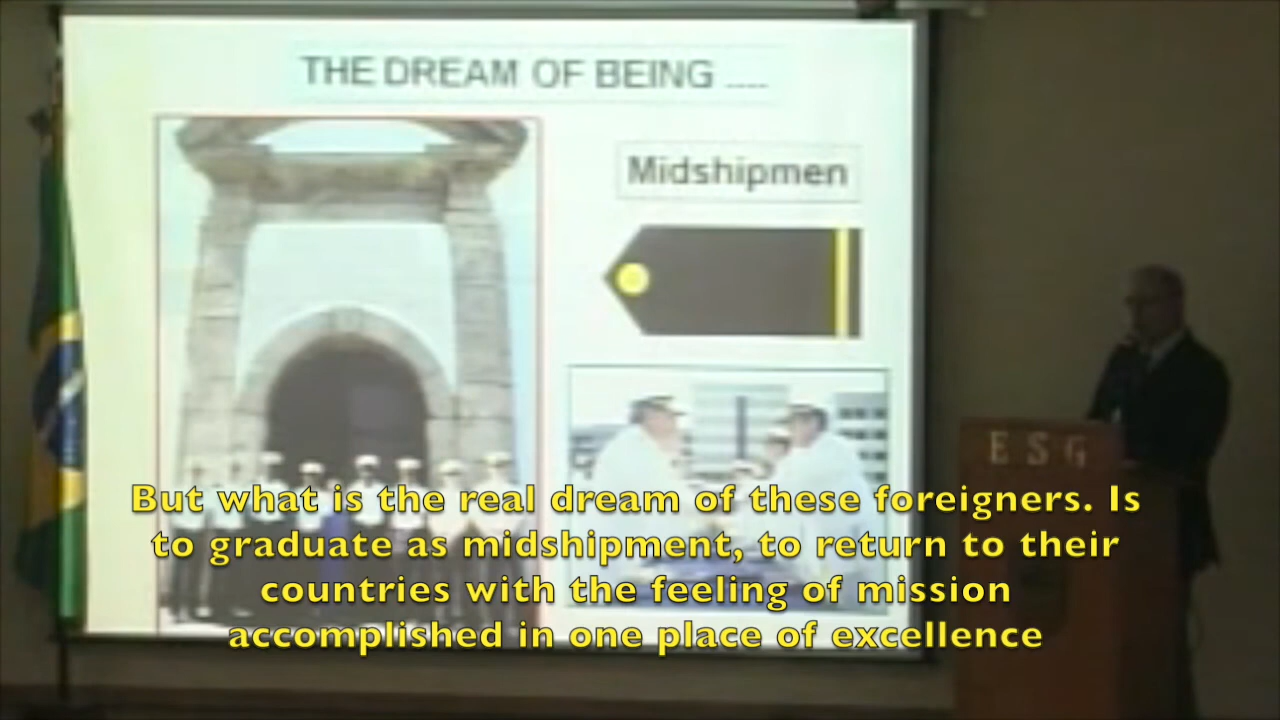 THE DREAM OF BEING ....
Midshipmen
E S G
But what is the real dream of these foreigners. Is
to graduate as midshipment, to return to their
countries with the feeling of mission
accomplished in one place of excellence